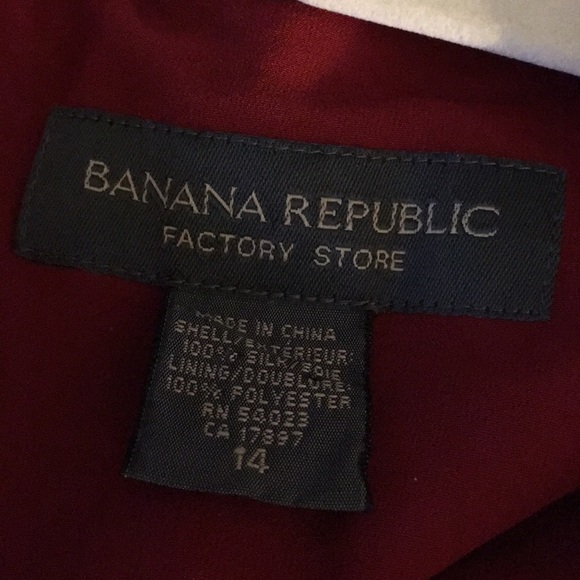 BANANA REPUBLIC
FACTORY STORE
MADE IN CHINA
SHELL/EXTERIEUR:
100% SILK/SOIE
LINING/DOUBLURE:
100% POLYESTER
RN 54023
CA 17897
14